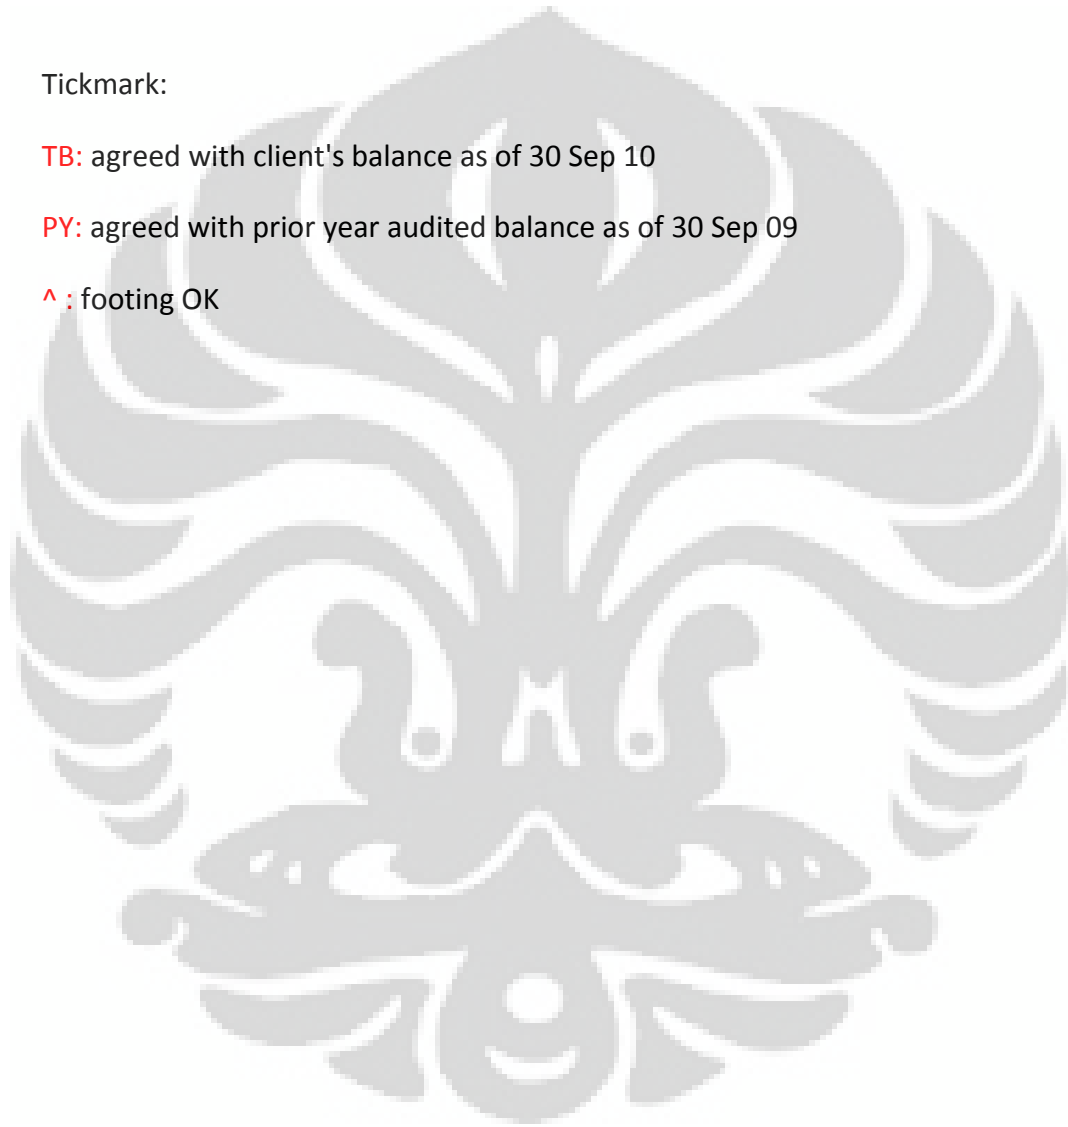 Tickmark:
TB: agreed with client's balance as of 30 Sep 10
PY: agreed with prior year audited balance as of 30 Sep 09
^ : footing OK